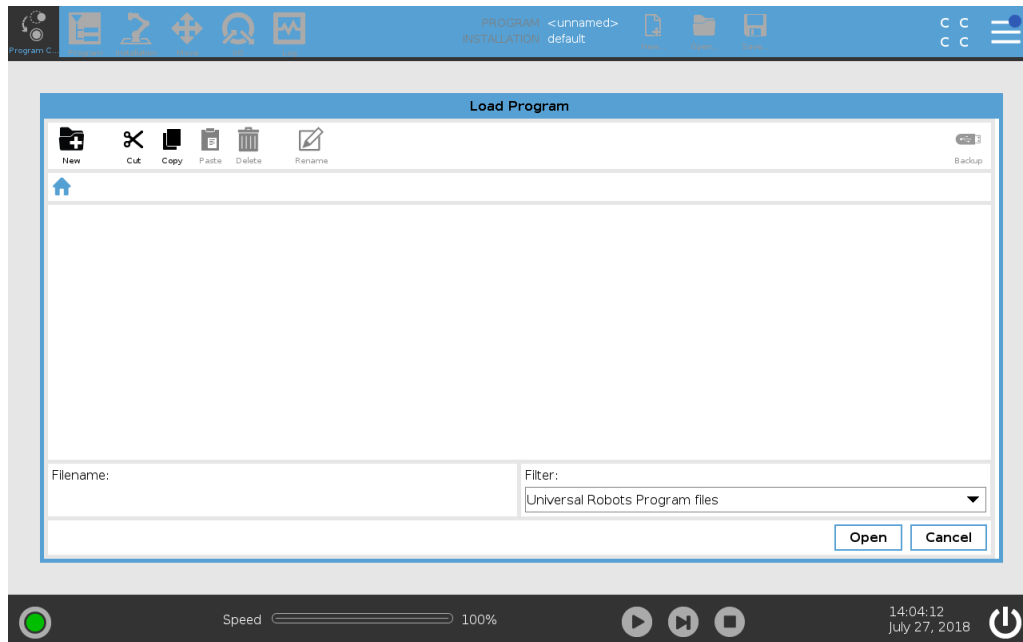 Program C...
PROGRAM <unnamed>
INSTALLATION default
C C
C C
Load Program
New Cut Copy Paste Delete Rename Backup
Filename:
Filter:
Universal Robots Program files
Open Cancel
Speed 100%
14:04:12
July 27, 2018